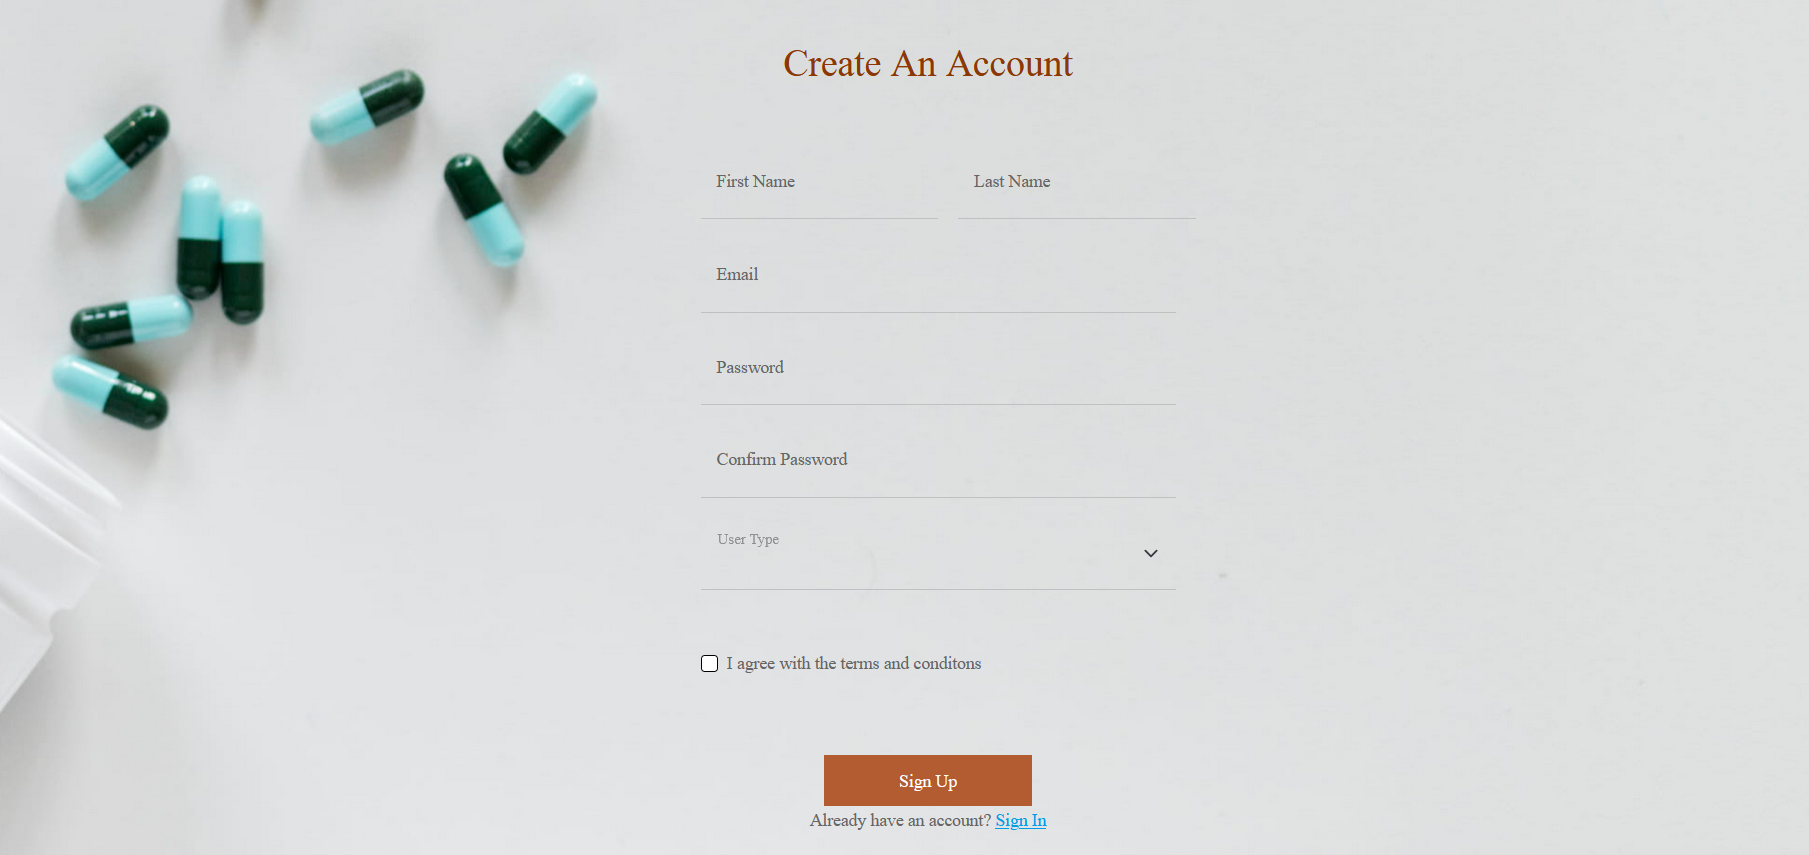 Create An Account
First Name Last Name
Email
Password
Confirm Password
User Type
I agree with the terms and conditons
Sign Up
Already have an account? Sign In